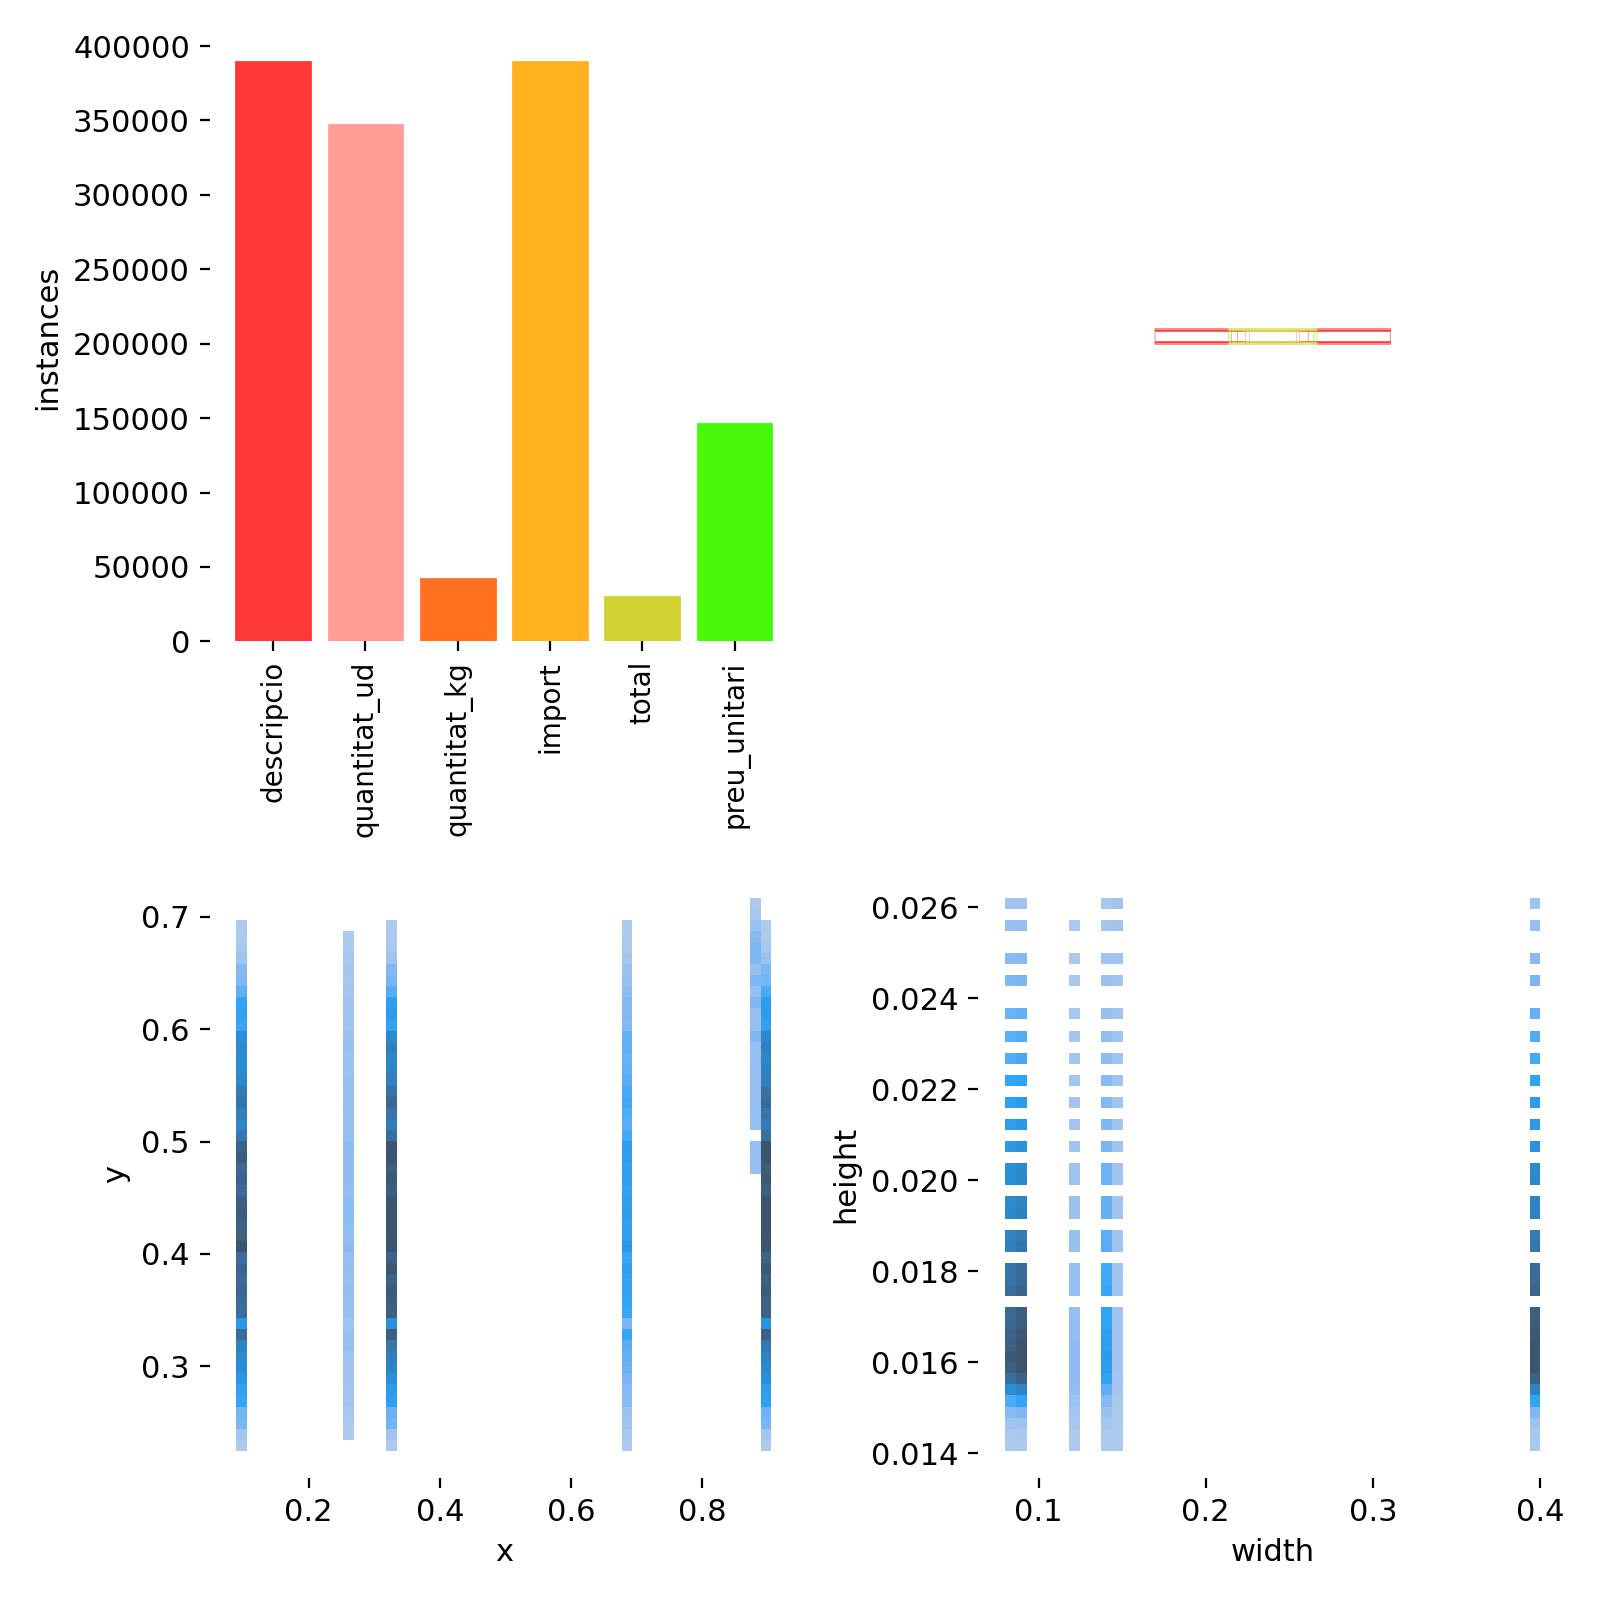 400000
350000
300000
250000
200000
150000
100000
50000
0
instances
descripcio
quantitat_ud
quantitat_kg
import
total
preu_unitari
0.7
0.6
0.5
0.4
0.3
y
0.2 0.4 0.6 0.8
x
0.026
0.024
0.022
0.020
0.018
0.016
0.014
height
0.1 0.2 0.3 0.4
width